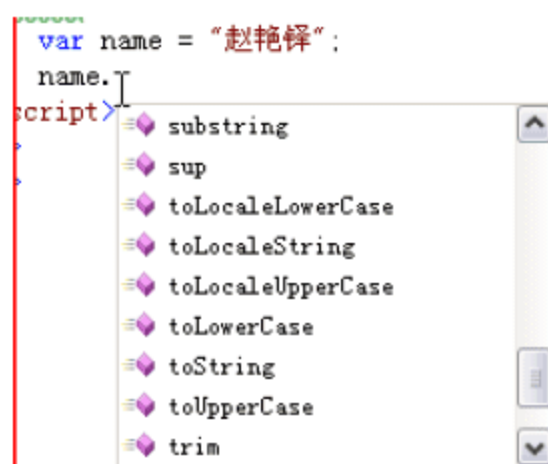 var name = "赵艳铎";
name.
script>
substring
sup
toLocaleLowerCase
toLocaleString
toLocaleUpperCase
toLowerCase
toString
toUpperCase
trim